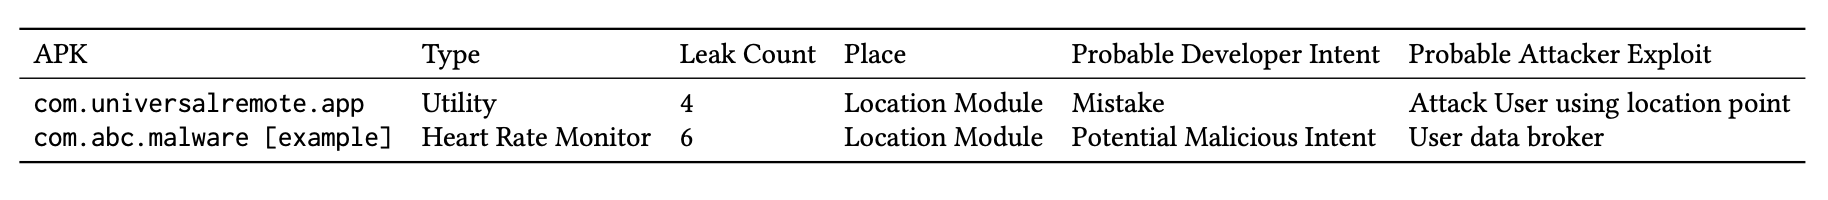 APK Type Leak Count Place Probable Developer Intent Probable Attacker Exploit
com.universalremote.app Utility 4 Location Module Mistake Attack User using location point
com.abc.malware [example] Heart Rate Monitor 6 Location Module Potential Malicious Intent User data broker